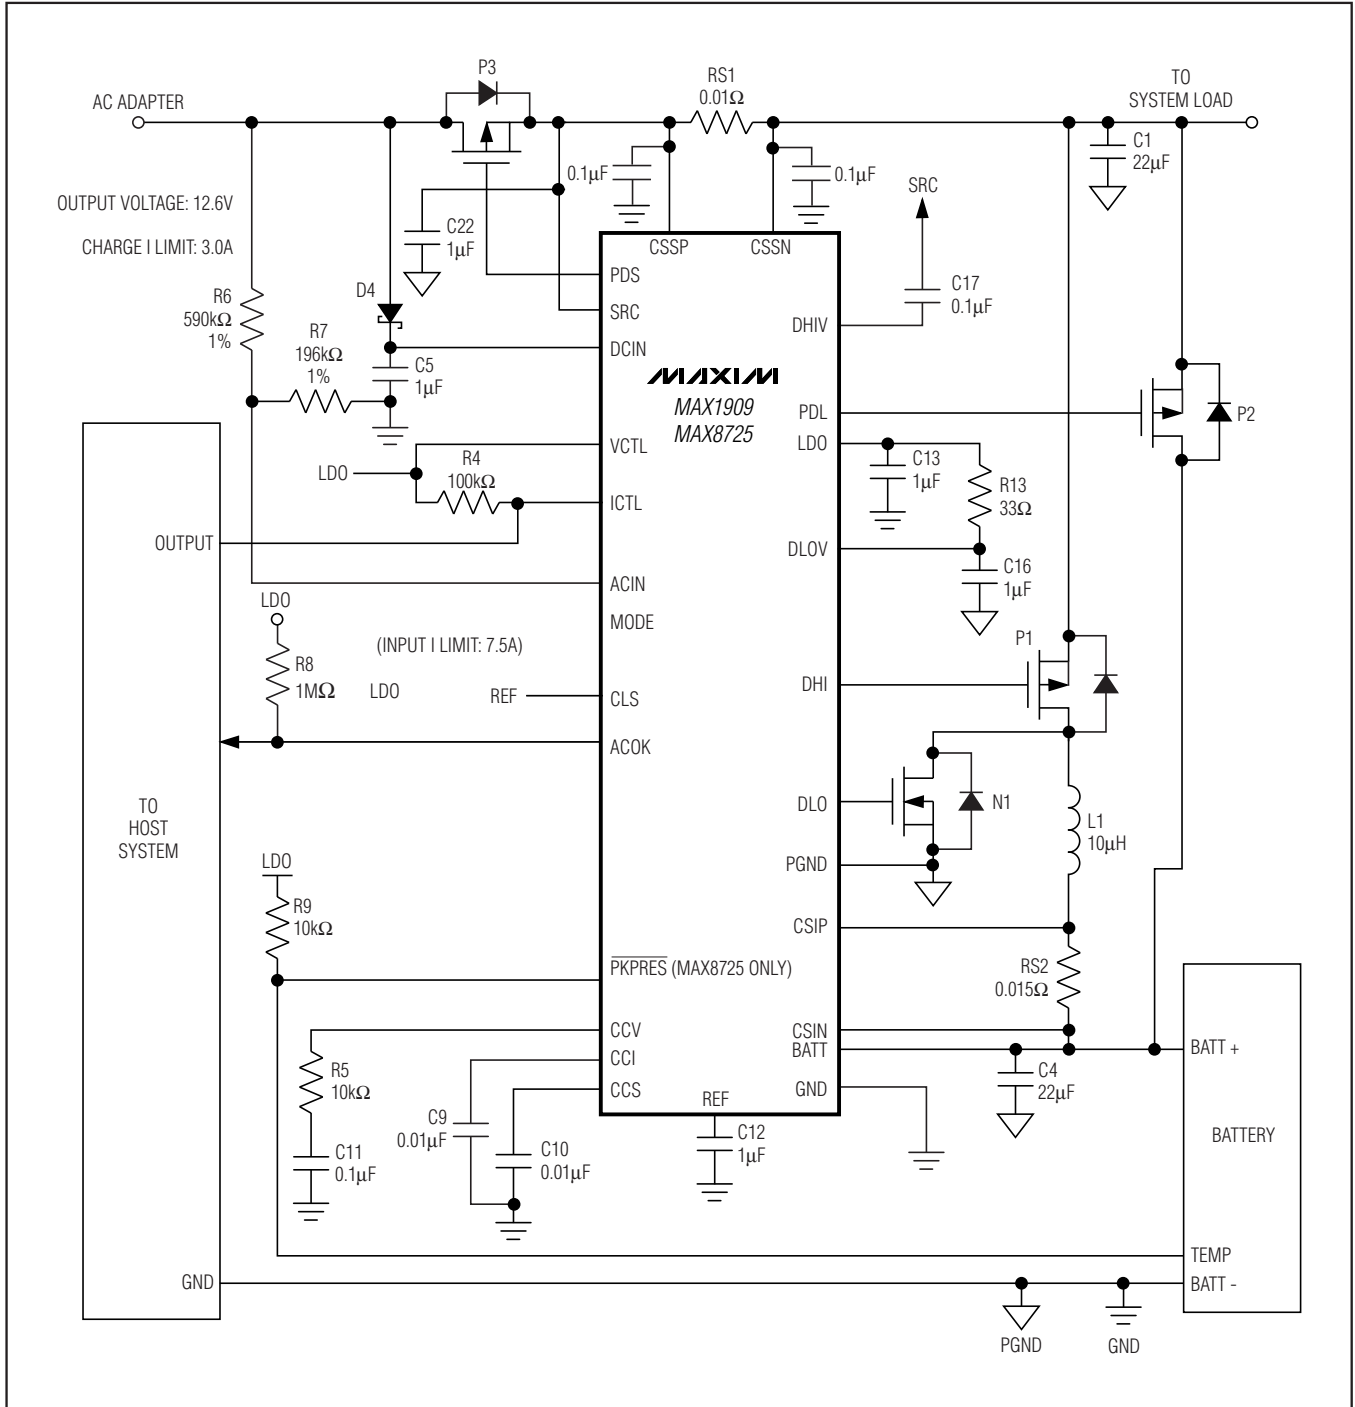 P3
RS1
0.01Ω
TO
SYSTEM LOAD
AC ADAPTER
C1
22µF
0.1µF
0.1µF
SRC
OUTPUT VOLTAGE: 12.6V
CHARGE I LIMIT: 3.0A
C22
1µF
CSSP
CSSN
PDS
C17
0.1µF
D4
R6
590kΩ
1%
SRC
DHIV
R7
196kΩ
1%
DCIN
C5
1µF
MAXIM
MAX1909
MAX8725
PDL
P2
LDO
VCTL
LDO
R4
100kΩ
C13
1µF
R13
33Ω
ICTL
OUTPUT
DLOV
C16
1µF
ACIN
LDO
MODE
P1
(INPUT I LIMIT: 7.5A)
R8
1MΩ
LDO
REF
CLS
DHI
ACOK
TO
HOST
SYSTEM
DLO
N1
L1
10µH
LDO
PGND
R9
10kΩ
CSIP
PKPRES (MAX8725 ONLY)
RS2
0.015Ω
CCV
CSIN
BATT
BATT +
CCI
R5
10kΩ
CCS
REF
GND
C4
22µF
C9
0.01µF
C12
1µF
BATTERY
C11
0.1µF
C10
0.01µF
TEMP
GND
BATT -
PGND
GND